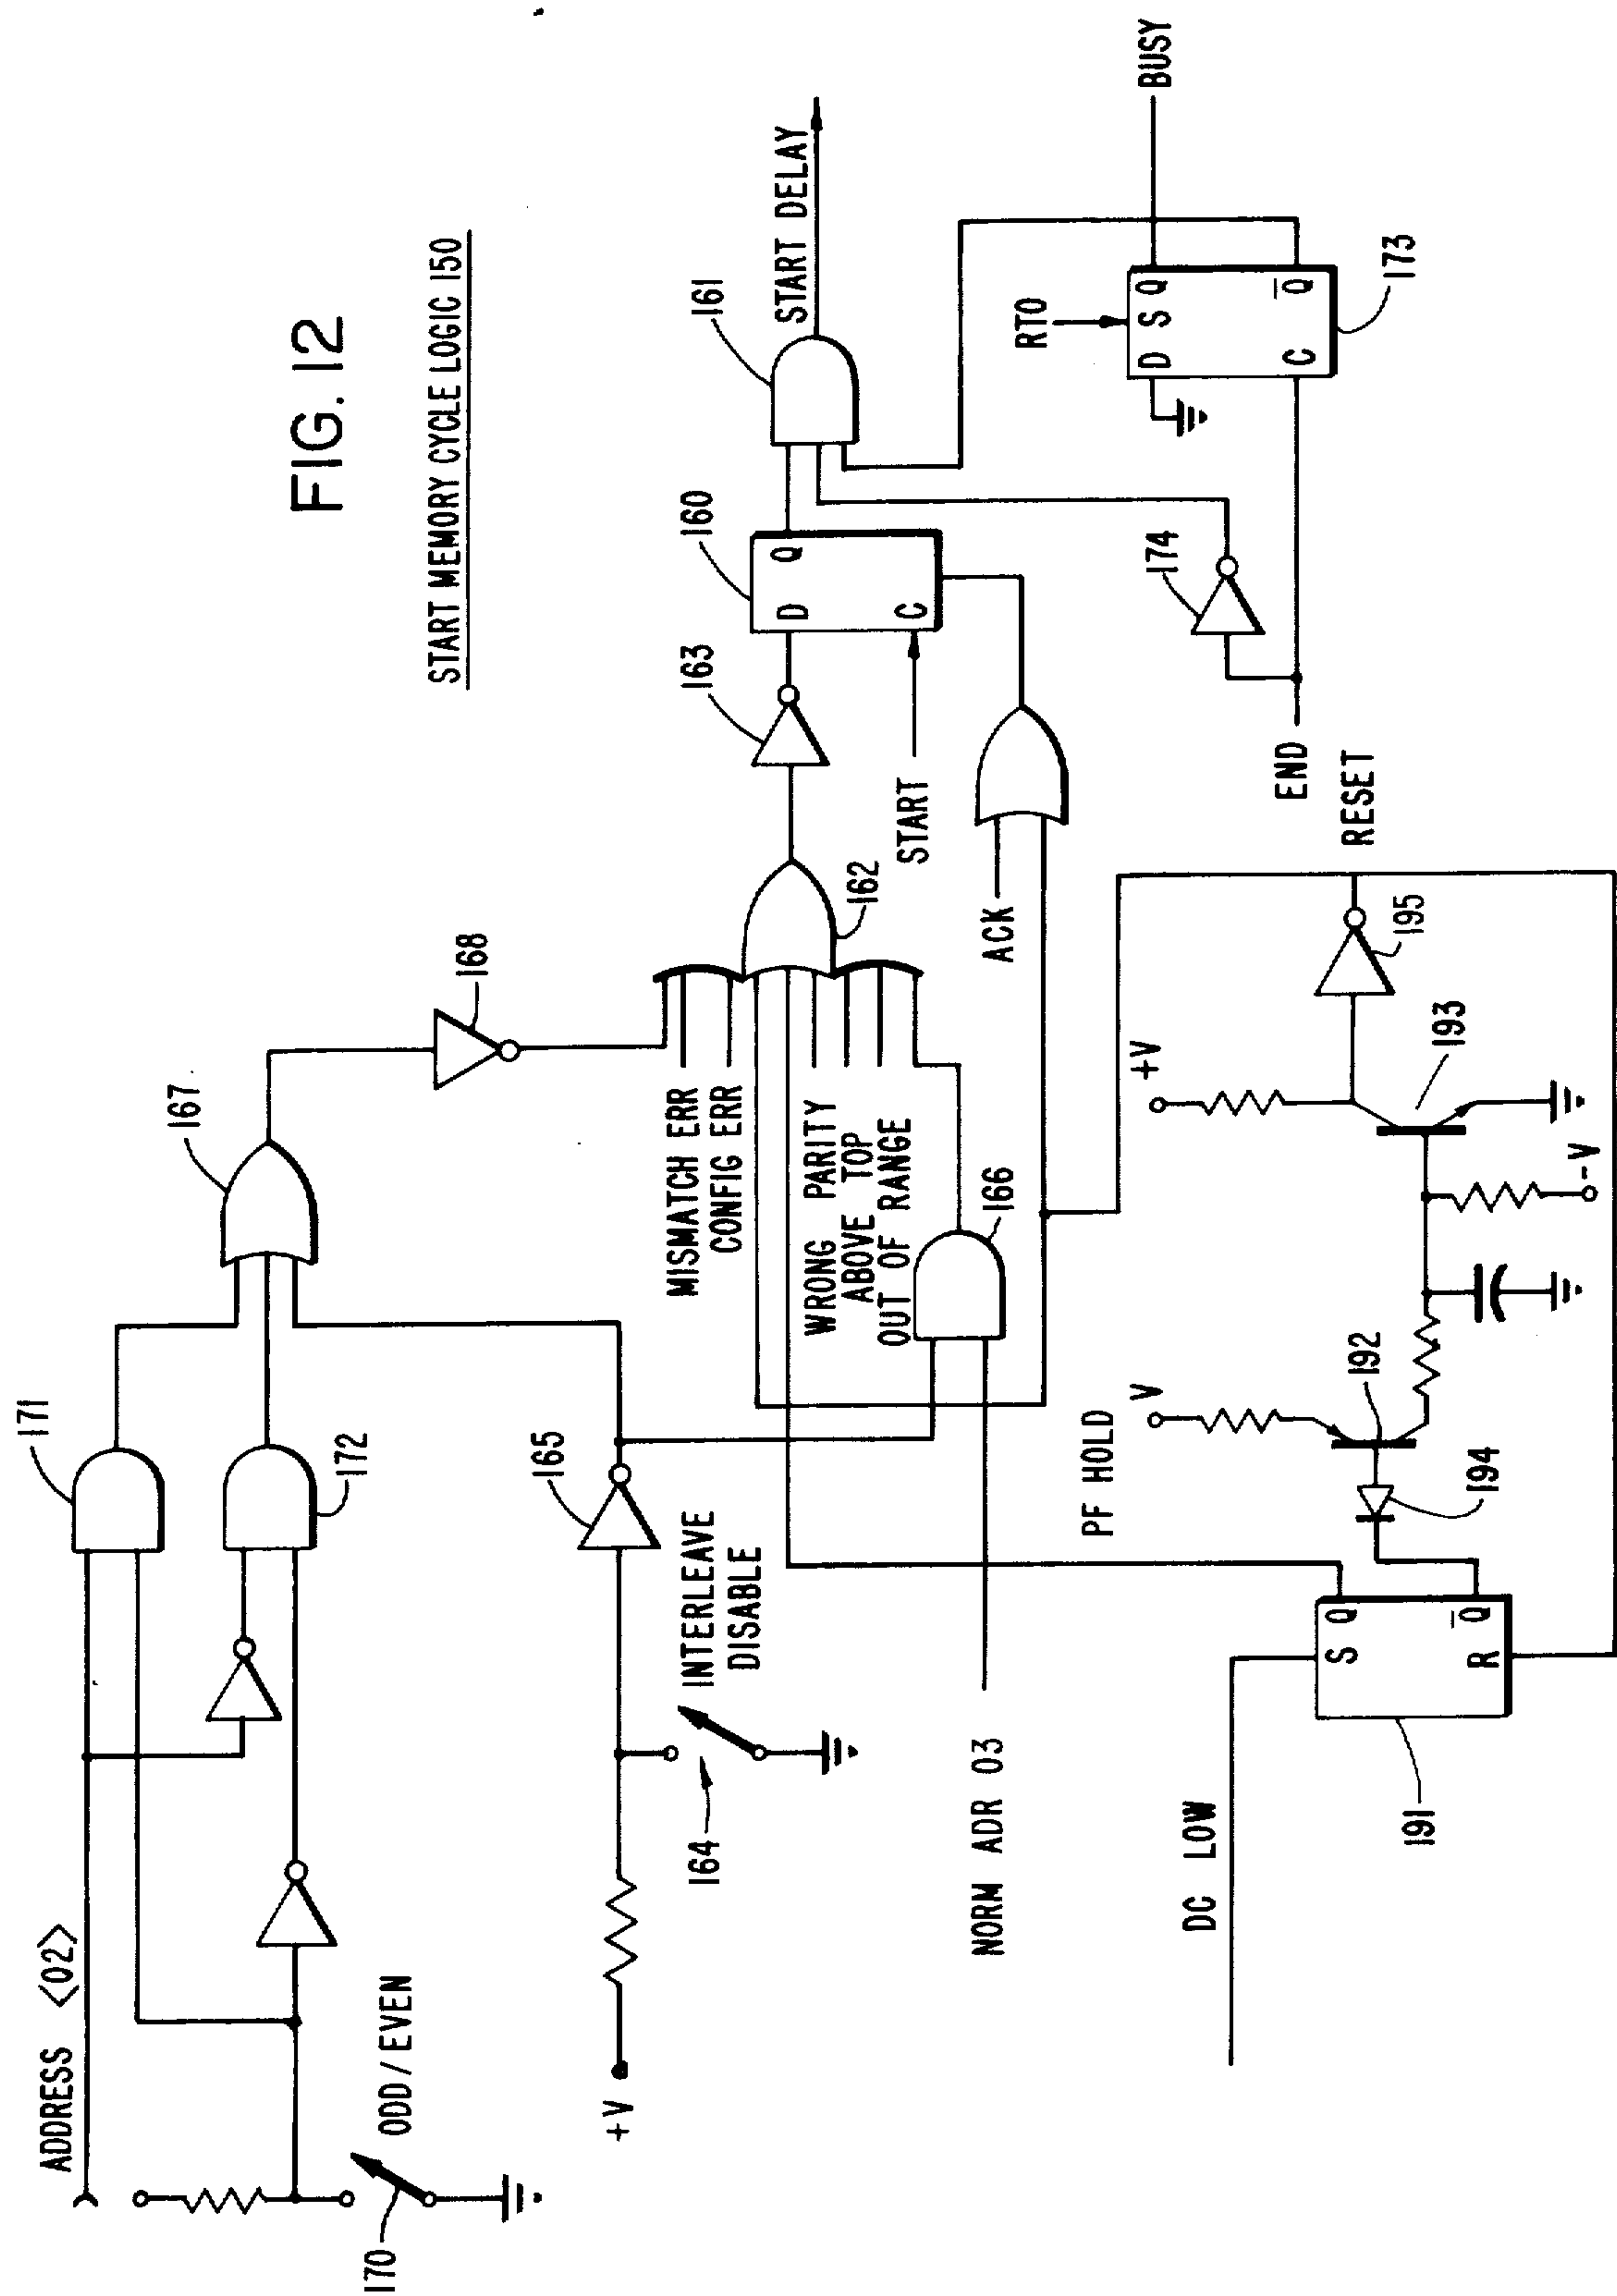 FIG. 12
START MEMORY CYCLE LOGIC 150
ADDRESS <02>
170
ODD/EVEN
171
172
167
168
+V
164
INTERLEAVE
DISABLE
165
MISMATCH ERR
CONFIG ERR
WRONG PARITY
ABOVE TOP
OUT OF RANGE
162
163
160
D Q
C
START
161
START DELAY
NORM ADR 03
166
ACK
174
END
RTO
D S Q
C Q
173
BUSY
DC LOW
191
S Q
R Q
PF HOLD
194
V
192
-V
+V
193
195
RESET